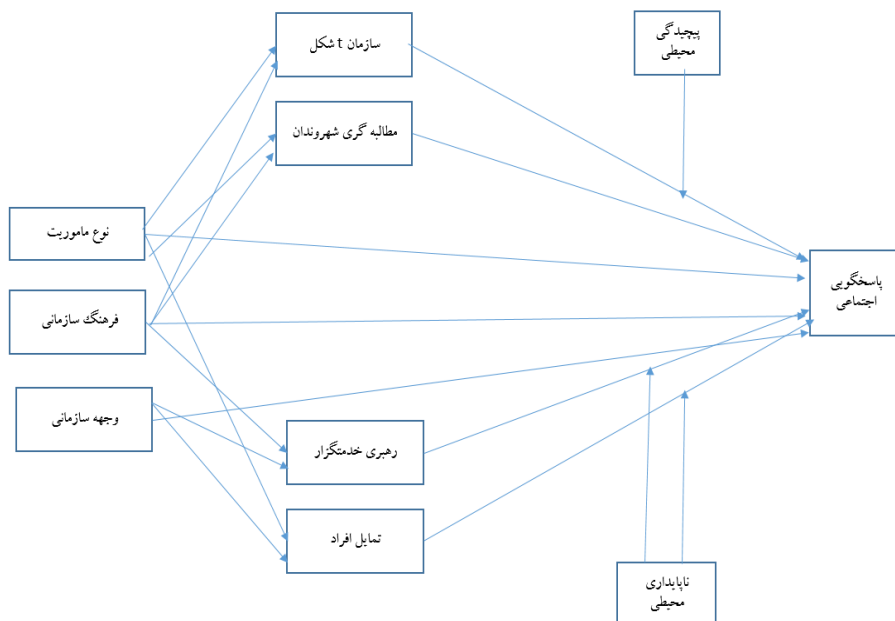 سازمان t شکل
پیچیدگی
محیطی
مطالبه گری شهروندان
نوع ماموریت
پاسخگویی
اجتماعی
فرهنگ سازمانی
وجهه سازمانی
رهبری خدمتگزار
تمایل افراد
ناپایداری
محیطی